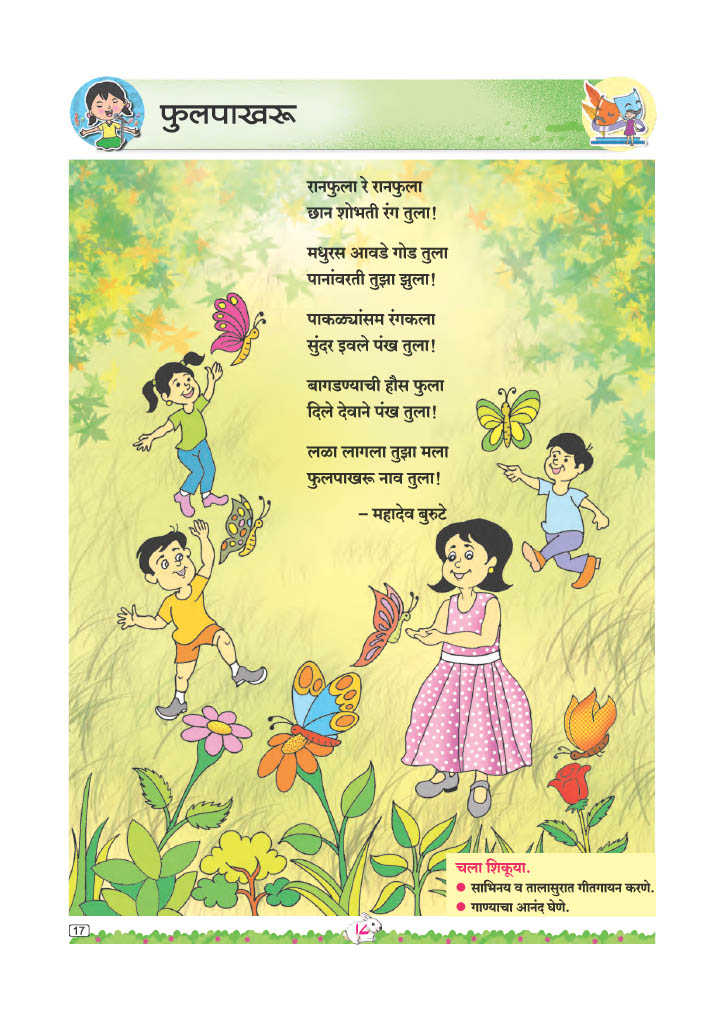 फुलपाखरू
रानफुला रे रानफुला
छान शोभती रंग तुला!
मधुरस आवडे गोड तुला
पानांवरती तुझा झुला!
पाकळ्यांसम रंगकला
सुंदर इवले पंख तुला!
बागडण्याची हौस फुला
दिले देवाने पंख तुला!
लळा लागला तुझा मला
फुलपाखरू नाव तुला!
– महादेव बुरुटे
चला शिकूया.
● साभिनय व तालासुरात गीतगायन करणे.
● गाण्याचा आनंद घेणे.
17